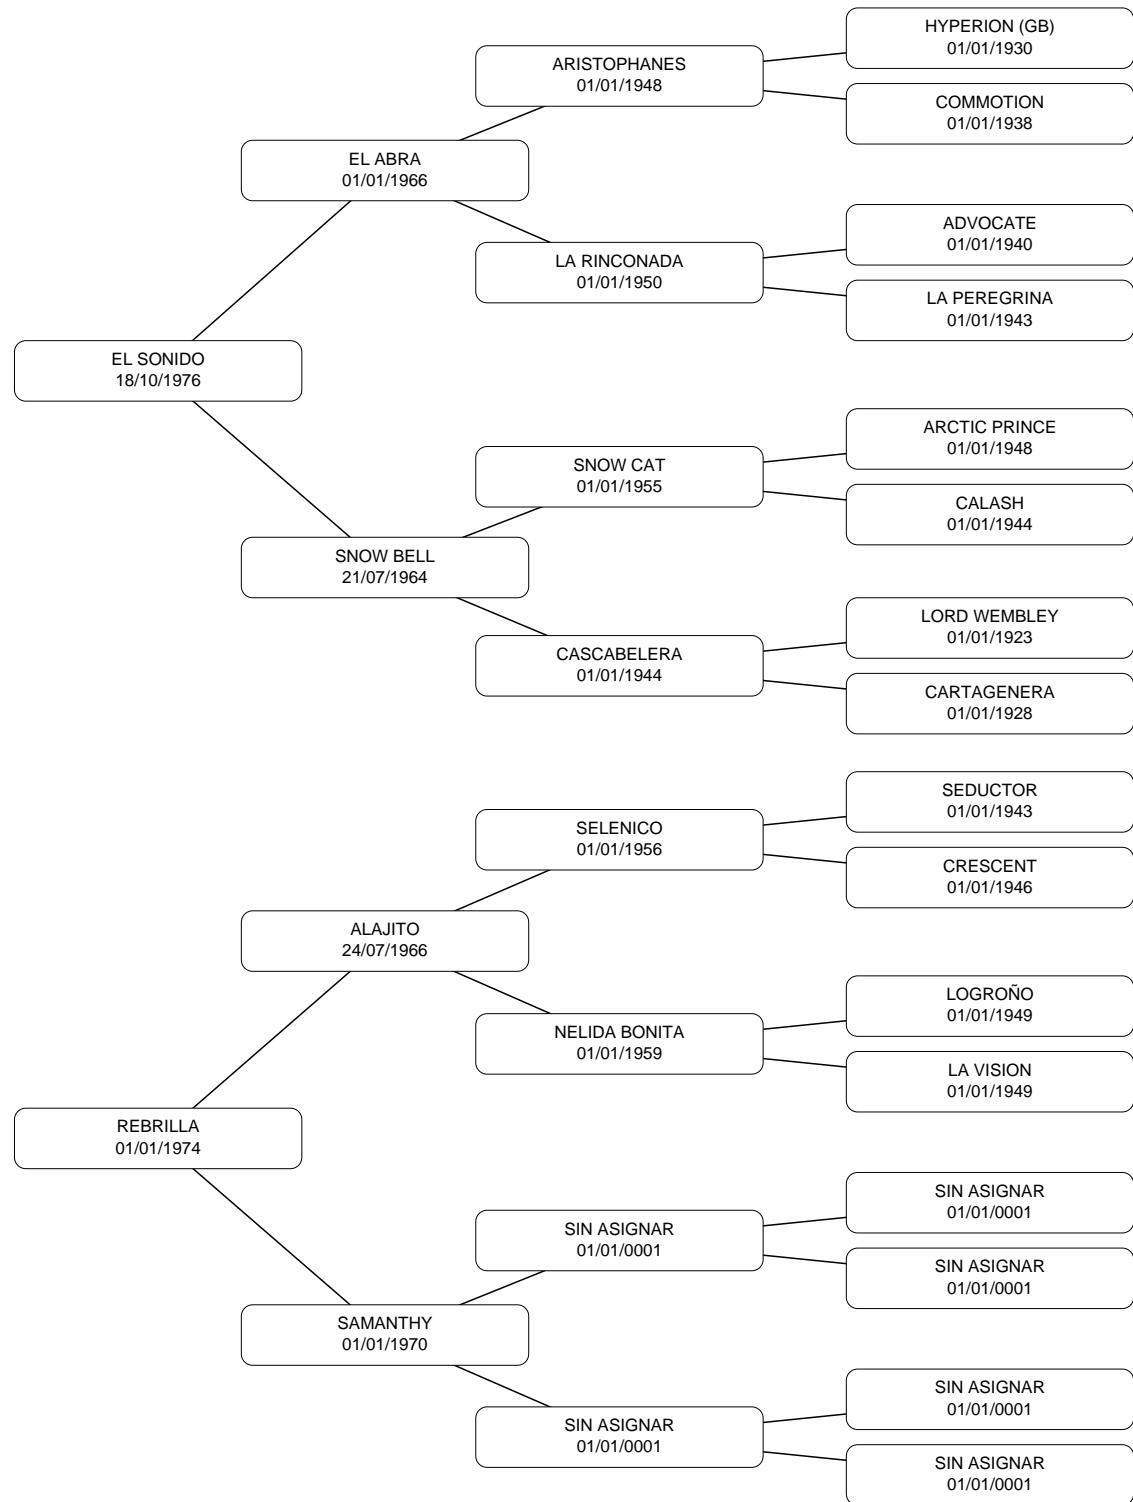 HYPERION (GB)
01/01/1930
ARISTOPHANES
01/01/1948
COMMOTION
01/01/1938
EL ABRA
01/01/1966
ADVOCATE
01/01/1940
LA RINCONADA
01/01/1950
LA PEREGRINA
01/01/1943
EL SONIDO
18/10/1976
ARCTIC PRINCE
01/01/1948
SNOW CAT
01/01/1955
CALASH
01/01/1944
SNOW BELL
21/07/1964
LORD WEMBLEY
01/01/1923
CASCABELERA
01/01/1944
CARTAGENERA
01/01/1928
SEDUCTOR
01/01/1943
SELENICO
01/01/1956
CRESCENT
01/01/1946
ALAJITO
24/07/1966
LOGROÑO
01/01/1949
NELIDA BONITA
01/01/1959
LA VISION
01/01/1949
REBRILLA
01/01/1974
SIN ASIGNAR
01/01/0001
SIN ASIGNAR
01/01/0001
SIN ASIGNAR
01/01/0001
SAMANTHY
01/01/1970
SIN ASIGNAR
01/01/0001
SIN ASIGNAR
01/01/0001
SIN ASIGNAR
01/01/0001